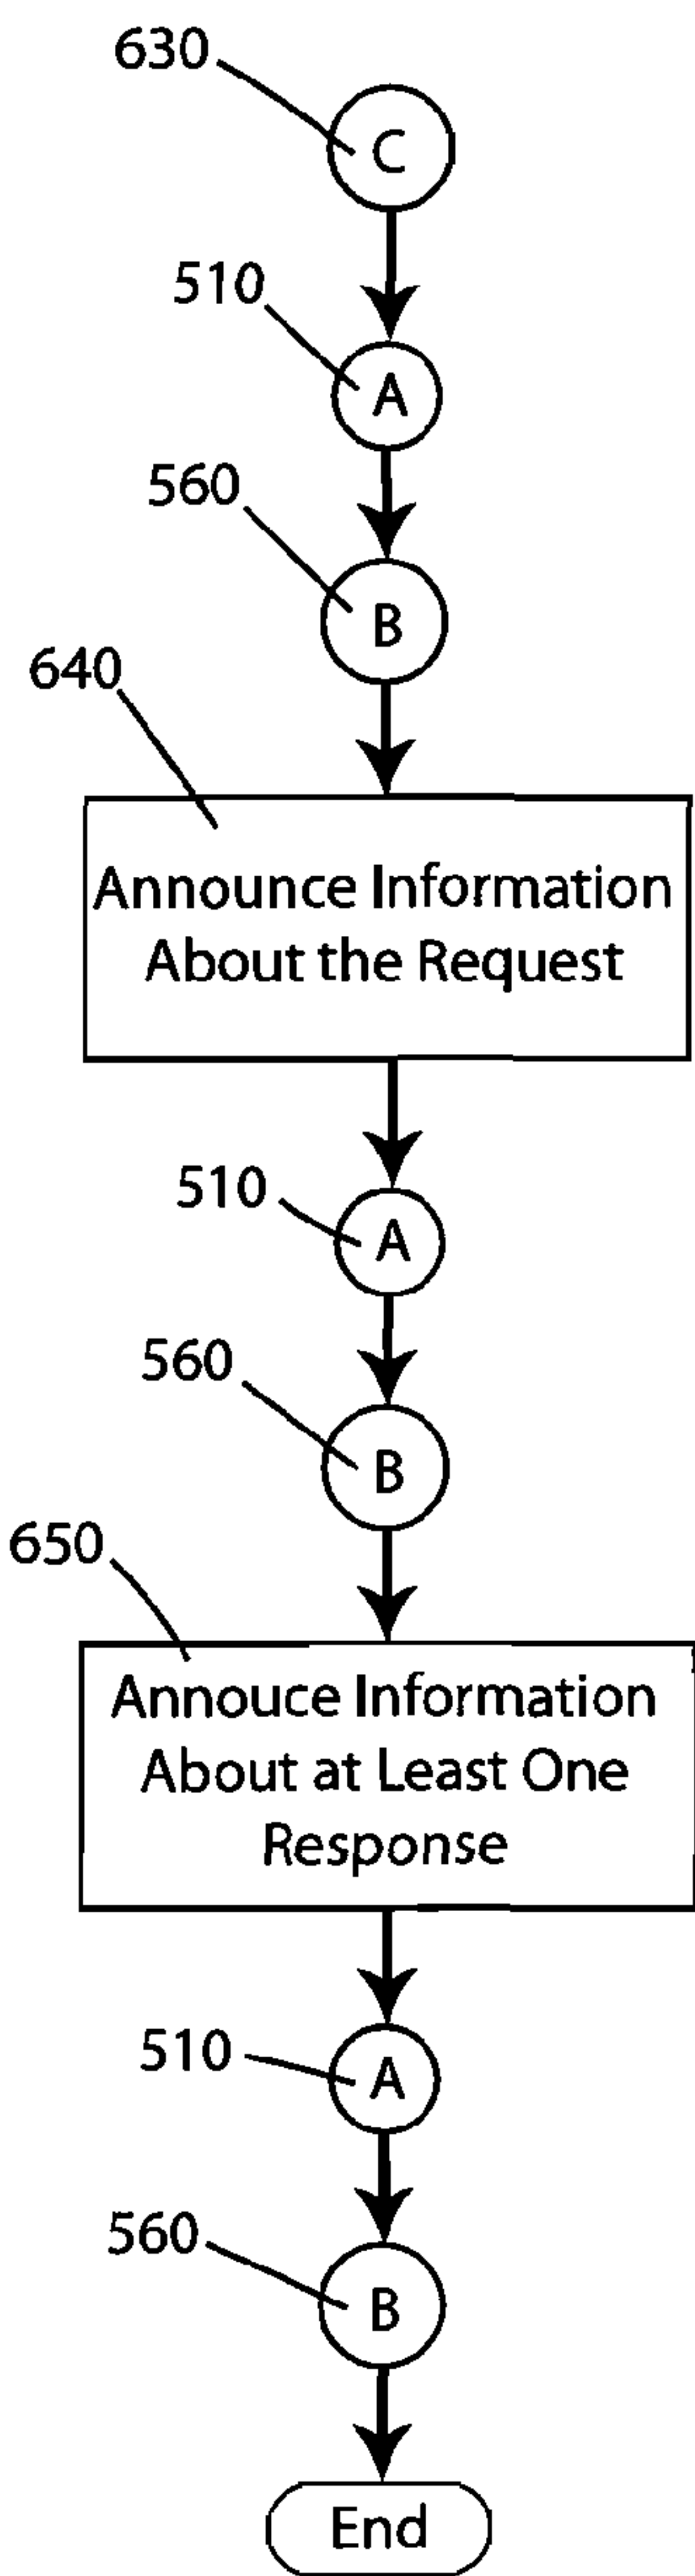 630
C
510
A
560
B
640
Announce Information
About the Request
510
A
560
B
650
Annouce Information
About at Least One
Response
510
A
560
B
End